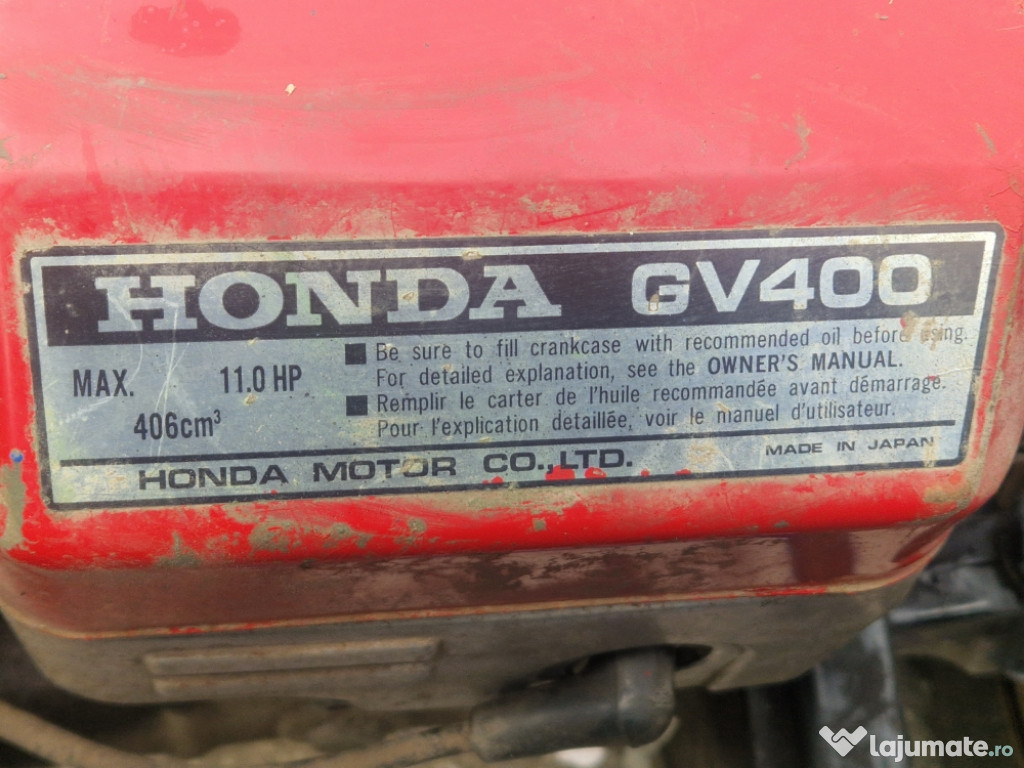 HONDA GV400
MAX. 11.0 HP
406cm³
■ Be sure to fill crankcase with recommended oil before using.
For detailed explanation, see the OWNER'S MANUAL.
■ Remplir le carter de l'huile recommandée avant démarrage.
Pour l'explication detaillée, voir le manuel d'utilisateur.
HONDA MOTOR CO.,LTD. MADE IN JAPAN
lajumate.ro